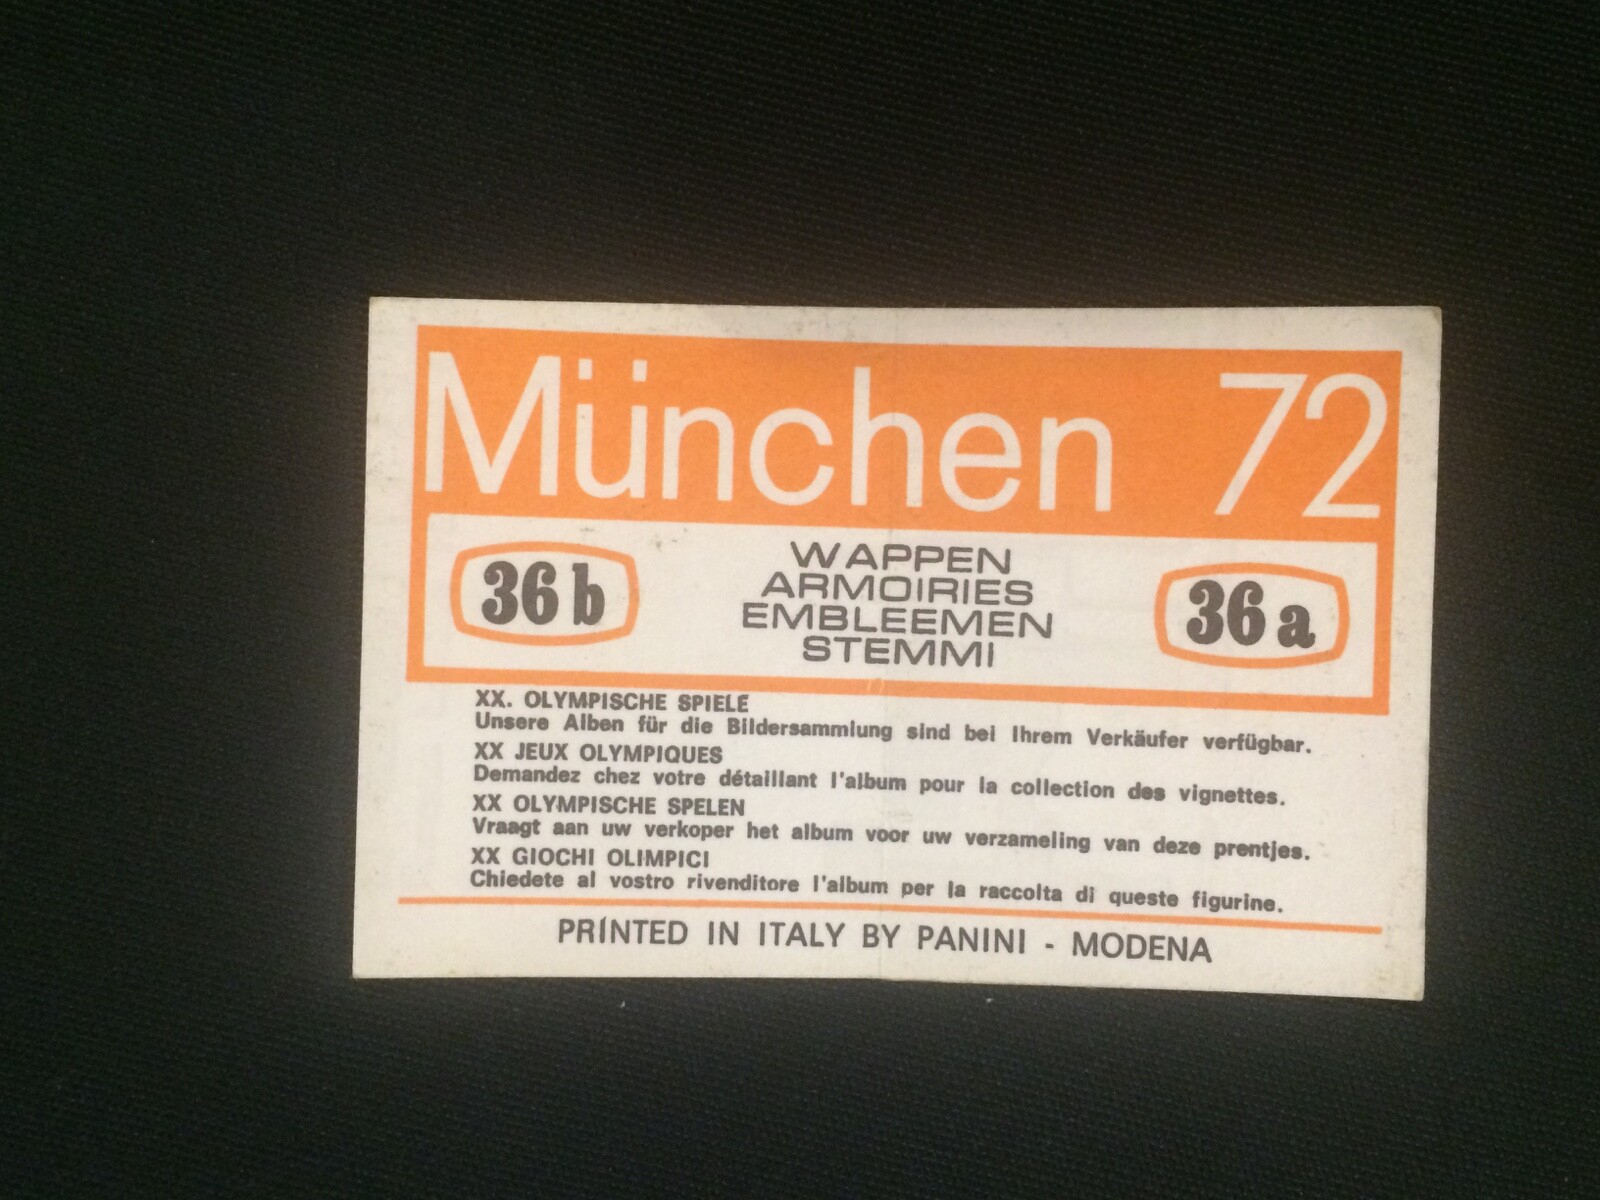 München 72
36 b
WAPPEN
ARMOIRIES
EMBLEEMEN
STEMMI
36 a
XX. OLYMPISCHE SPIELE
Unsere Alben für die Bildersammlung sind bei Ihrem Verkäufer verfügbar.
XX JEUX OLYMPIQUES
Demandez chez votre détaillant l'album pour la collection des vignettes.
XX OLYMPISCHE SPELEN
Vraagt aan uw verkoper het album voor uw verzameling van deze prentjes.
XX GIOCHI OLIMPICI
Chiedete al vostro rivenditore l'album per la raccolta di queste figurine.
PRINTED IN ITALY BY PANINI - MODENA